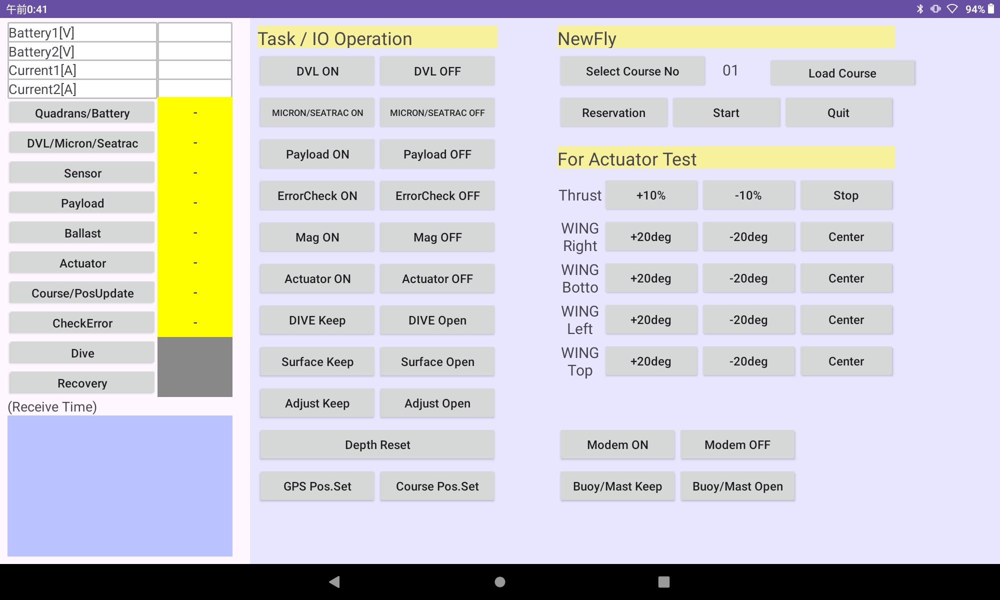 午前0:41
94%
Battery1[V]
Battery2[V]
Current1[A]
Current2[A]
Quadrans/Battery -
DVL/Micron/Seatrac -
Sensor -
Payload -
Ballast -
Actuator -
Course/PosUpdate -
CheckError -
Dive
Recovery
(Receive Time)
Task / IO Operation
DVL ON DVL OFF
MICRON/SEATRAC ON MICRON/SEATRAC OFF
Payload ON Payload OFF
ErrorCheck ON ErrorCheck OFF
Mag ON Mag OFF
Actuator ON Actuator OFF
DIVE Keep DIVE Open
Surface Keep Surface Open
Adjust Keep Adjust Open
Depth Reset
GPS Pos.Set Course Pos.Set
NewFly
Select Course No 01 Load Course
Reservation Start Quit
For Actuator Test
Thrust +10% -10% Stop
WING
Right +20deg -20deg Center
WING
Botto +20deg -20deg Center
WING
Left +20deg -20deg Center
WING
Top +20deg -20deg Center
Modem ON Modem OFF
Buoy/Mast Keep Buoy/Mast Open